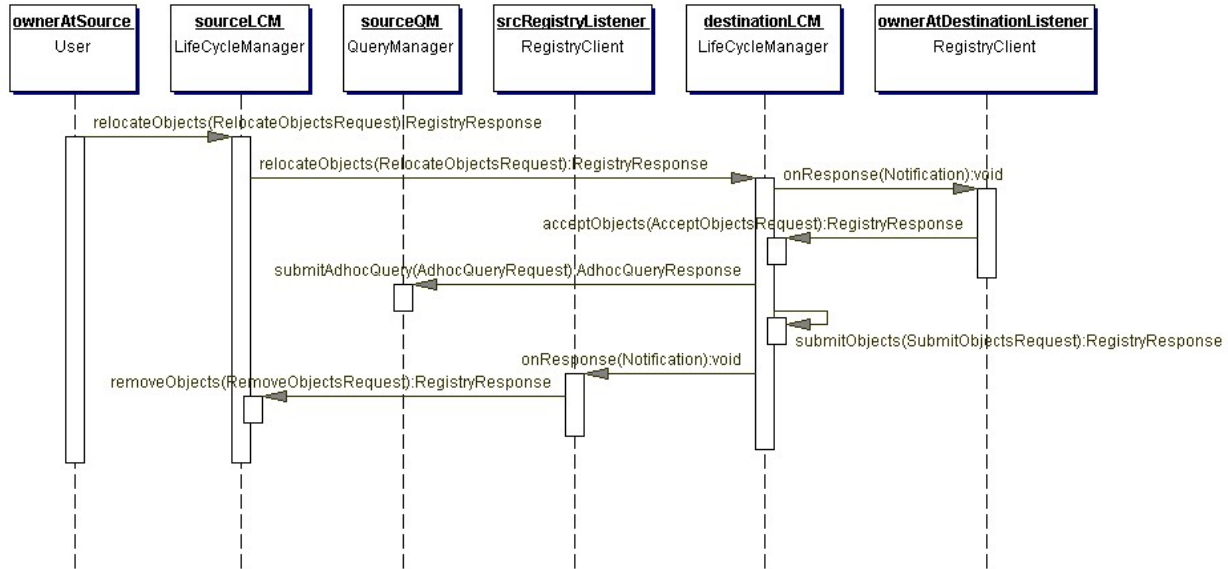 ownerAtSource
User
sourceLCM
LifeCycleManager
sourceQM
QueryManager
srcRegistryListener
RegistryClient
destinationLCM
LifeCycleManager
ownerAtDestinationListener
RegistryClient
relocateObjects(RelocateObjectsRequest):RegistryResponse
relocateObjects(RelocateObjectsRequest):RegistryResponse
onResponse(Notification):void
acceptObjects(AcceptObjectsRequest):RegistryResponse
submitAdhocQuery(AdhocQueryRequest):AdhocQueryResponse
submitObjects(SubmitObjectsRequest):RegistryResponse
onResponse(Notification):void
removeObjects(RemoveObjectsRequest):RegistryResponse